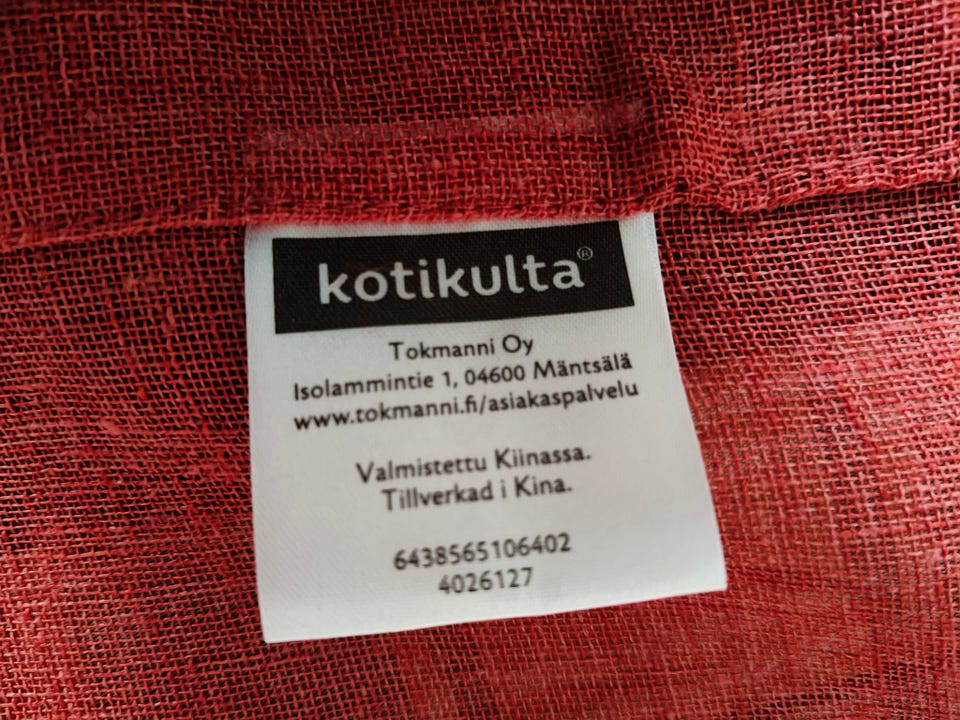 kotikulta®
Tokmanni Oy
Isolammintie 1, 04600 Mäntsälä
www.tokmanni.fi/asiakaspalvelu
Valmistettu Kiinassa.
Tillverkad i Kina.
6438565106402
4026127